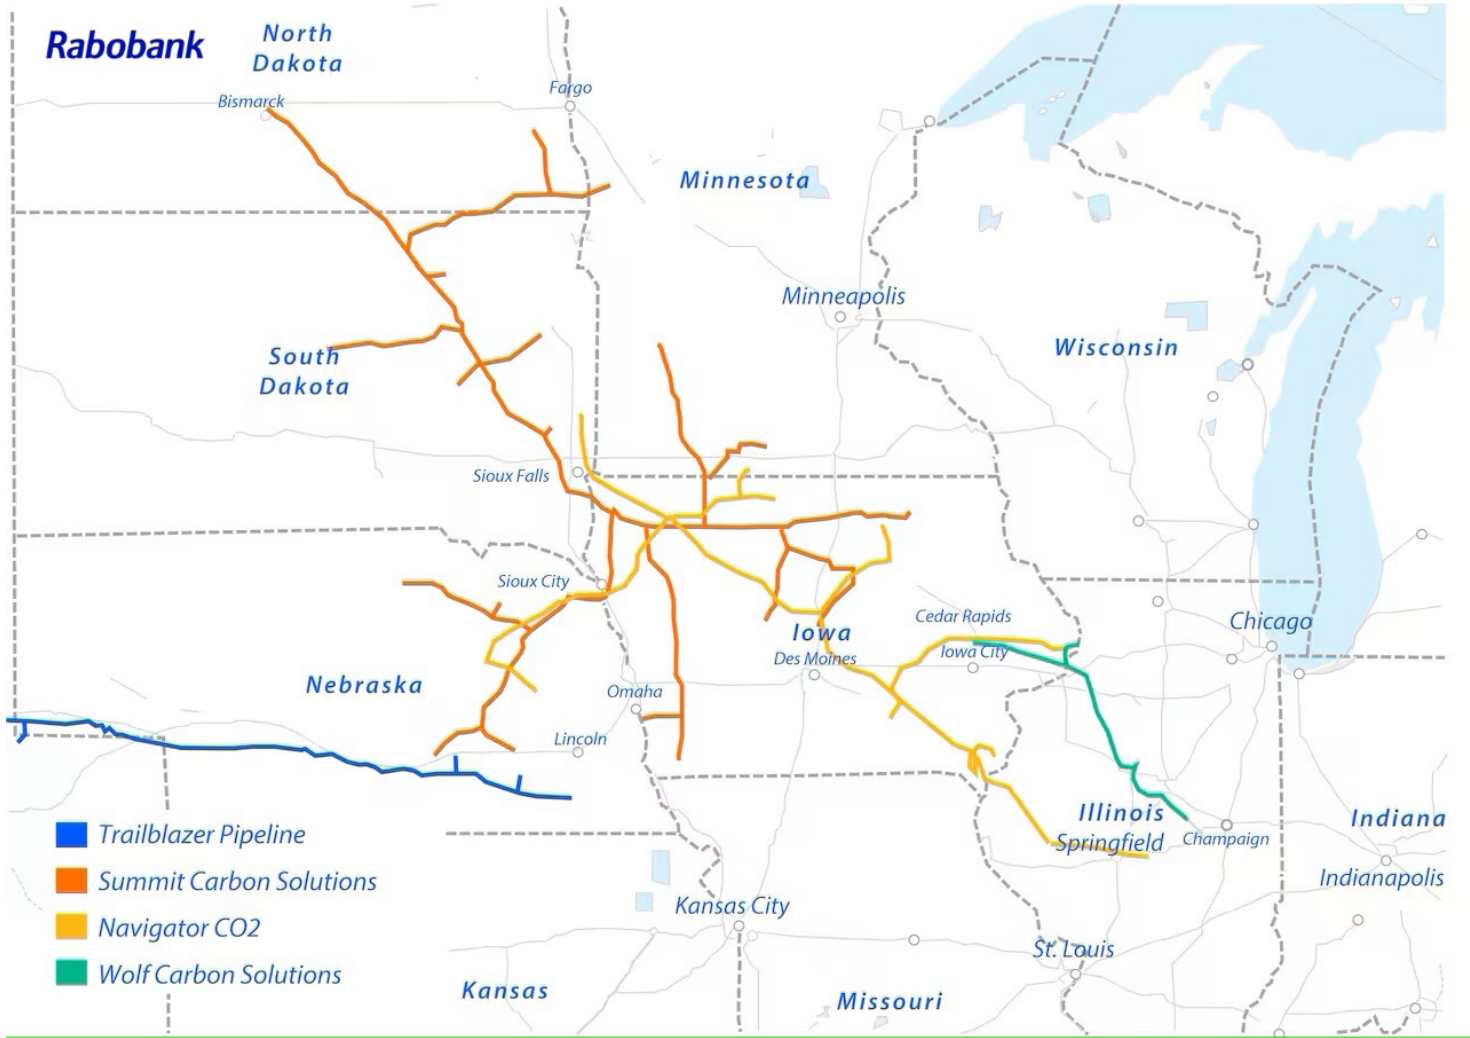 Rabobank
North
Dakota
Bismarck
Fargo
Minnesota
Minneapolis
Wisconsin
South
Dakota
Sioux Falls
Sioux City
Cedar Rapids
Iowa
Iowa City
Des Moines
Chicago
Nebraska
Omaha
Lincoln
Illinois
Springfield
Champaign
Indiana
Indianapolis
Trailblazer Pipeline
Summit Carbon Solutions
Navigator CO2
Wolf Carbon Solutions
Kansas City
St. Louis
Kansas
Missouri